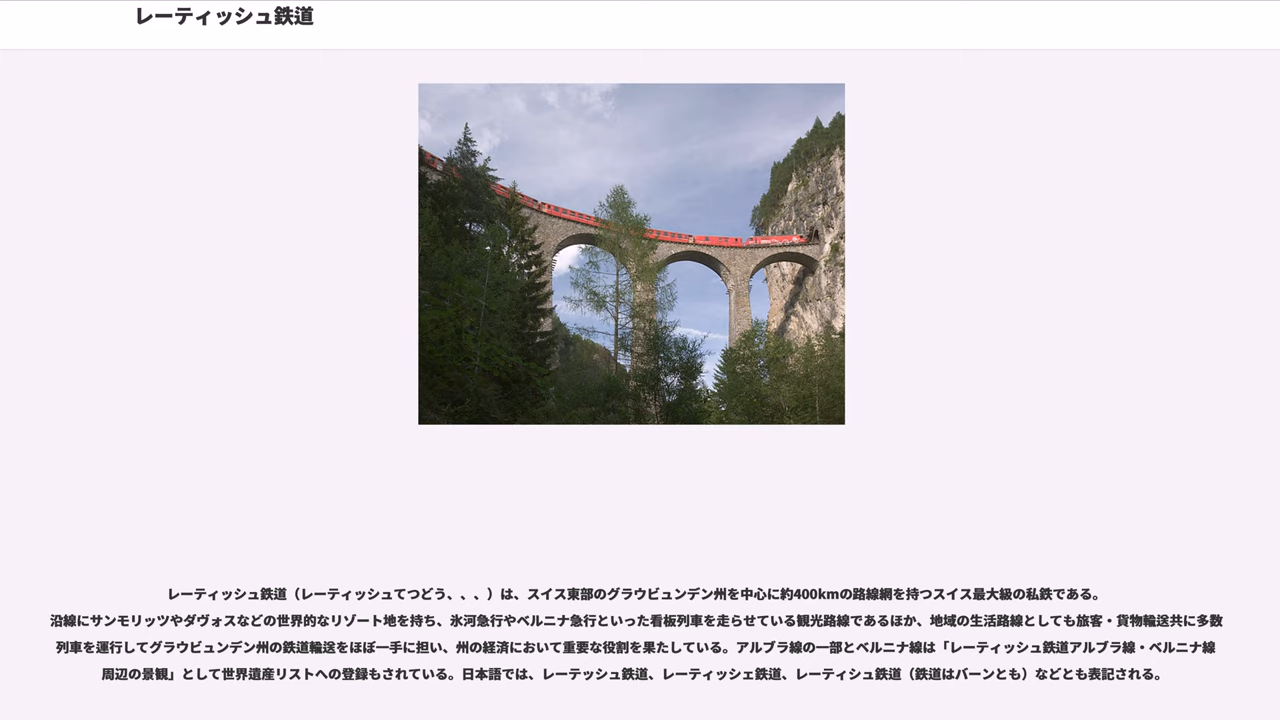 レーティッシュ鉄道
レーティッシュ鉄道（レーティッシュてつどう、、、）は、スイス東部のグラウビュンデン州を中心に約400kmの路線網を持つスイス最大級の私鉄である。
沿線にサンモリッツやダヴォスなどの世界的なリゾート地を持ち、氷河急行やベルニナ急行といった看板列車を走らせている観光路線であるほか、地域の生活路線としても旅客・貨物輸送共に多数
列車を運行してグラウビュンデン州の鉄道輸送をほぼ一手に担い、州の経済において重要な役割を果たしている。アルブラ線の一部とベルニナ線は「レーティッシュ鉄道アルブラ線・ベルニナ線
周辺の景観」として世界遺産リストへの登録もされている。日本語では、レーテッシュ鉄道、レーティッシェ鉄道、レーティシュ鉄道（鉄道はバーンとも）などとも表記される。